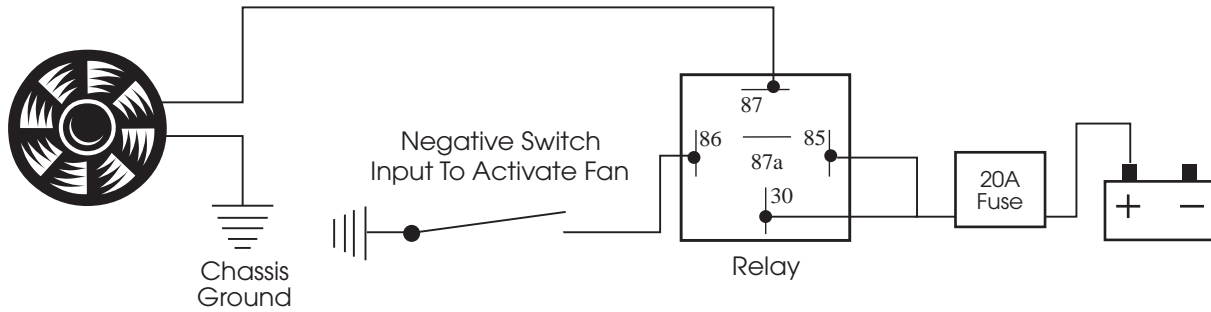 87
Negative Switch
Input To Activate Fan
86
85
87a
30
20A
Fuse
+ −
Chassis
Ground
Relay